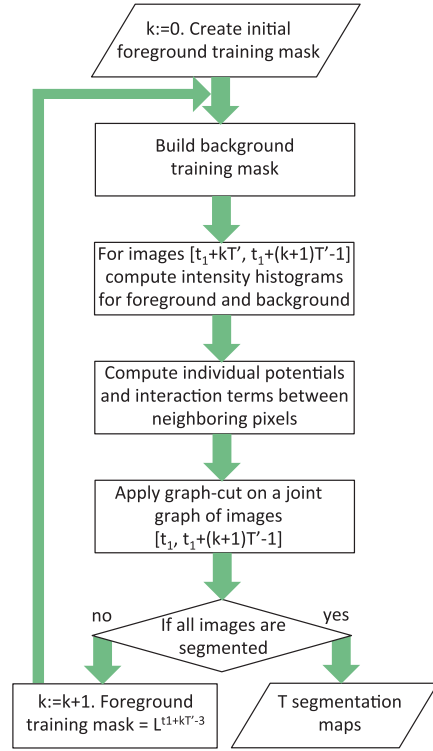 k:=0. Create initial
foreground training mask
Build background
training mask
For images [t₁+kT’, t₁+(k+1)T’-1]
compute intensity histograms
for foreground and background
Compute individual potentials
and interaction terms between
neighboring pixels
Apply graph-cut on a joint
graph of images
[t₁, t₁+(k+1)T’-1]
no
If all images are
segmented
yes
k:=k+1. Foreground
training mask = Lᵗ¹⁺ᵏᵀ’⁻³
T segmentation
maps